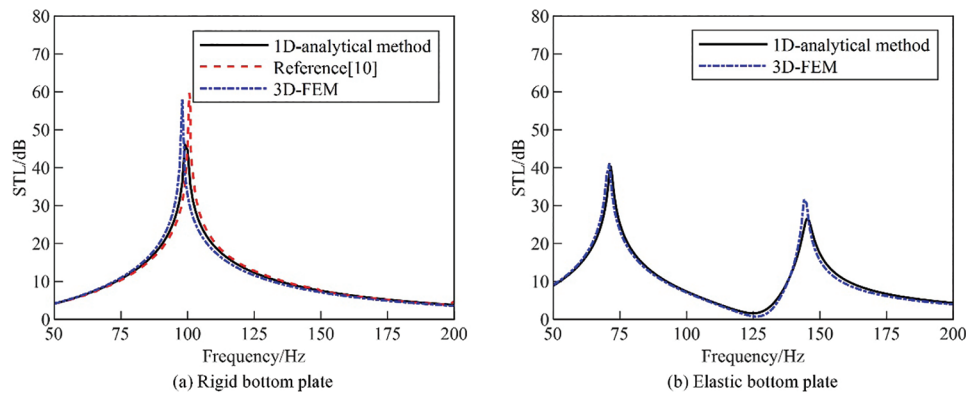 80
70
60
50
40
30
20
10
0
STL/dB
1D-analytical method
Reference[10]
3D-FEM
50 75 100 125 150 175 200
Frequency/Hz
(a) Rigid bottom plate
80
70
60
50
40
30
20
10
0
STL/dB
1D-analytical method
3D-FEM
50 75 100 125 150 175 200
Frequency/Hz
(b) Elastic bottom plate